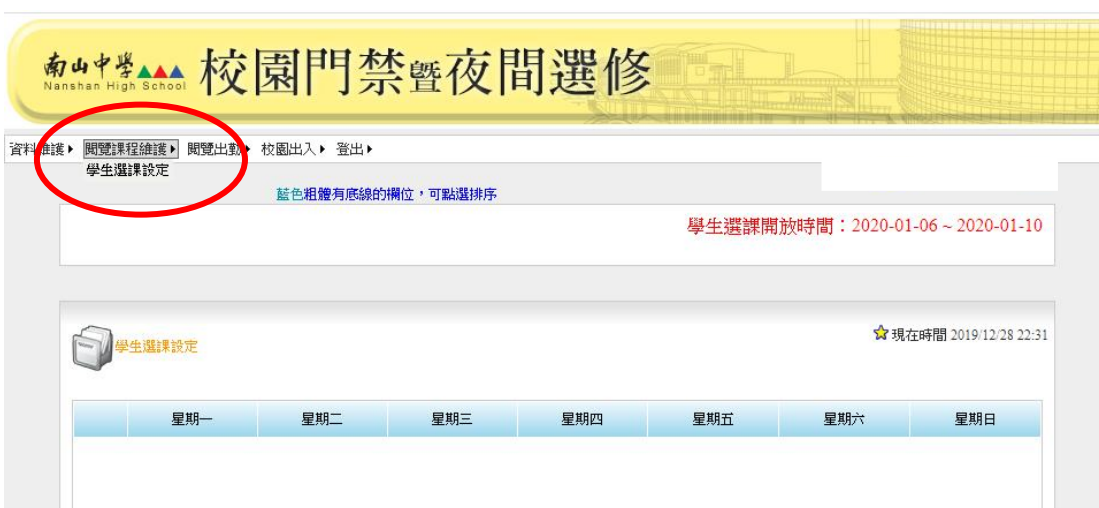 南山中學 校園門禁暨夜間選修
Nanshan High School
資料維護 閱覽課程維護 閱覽出勤 校園出入 登出
學生選課設定
藍色粗體有底線的欄位，可點選排序
學生選課開放時間：2020-01-06 ~ 2020-01-10
學生選課設定
現在時間 2019/12/28 22:31
星期一 星期二 星期三 星期四 星期五 星期六 星期日